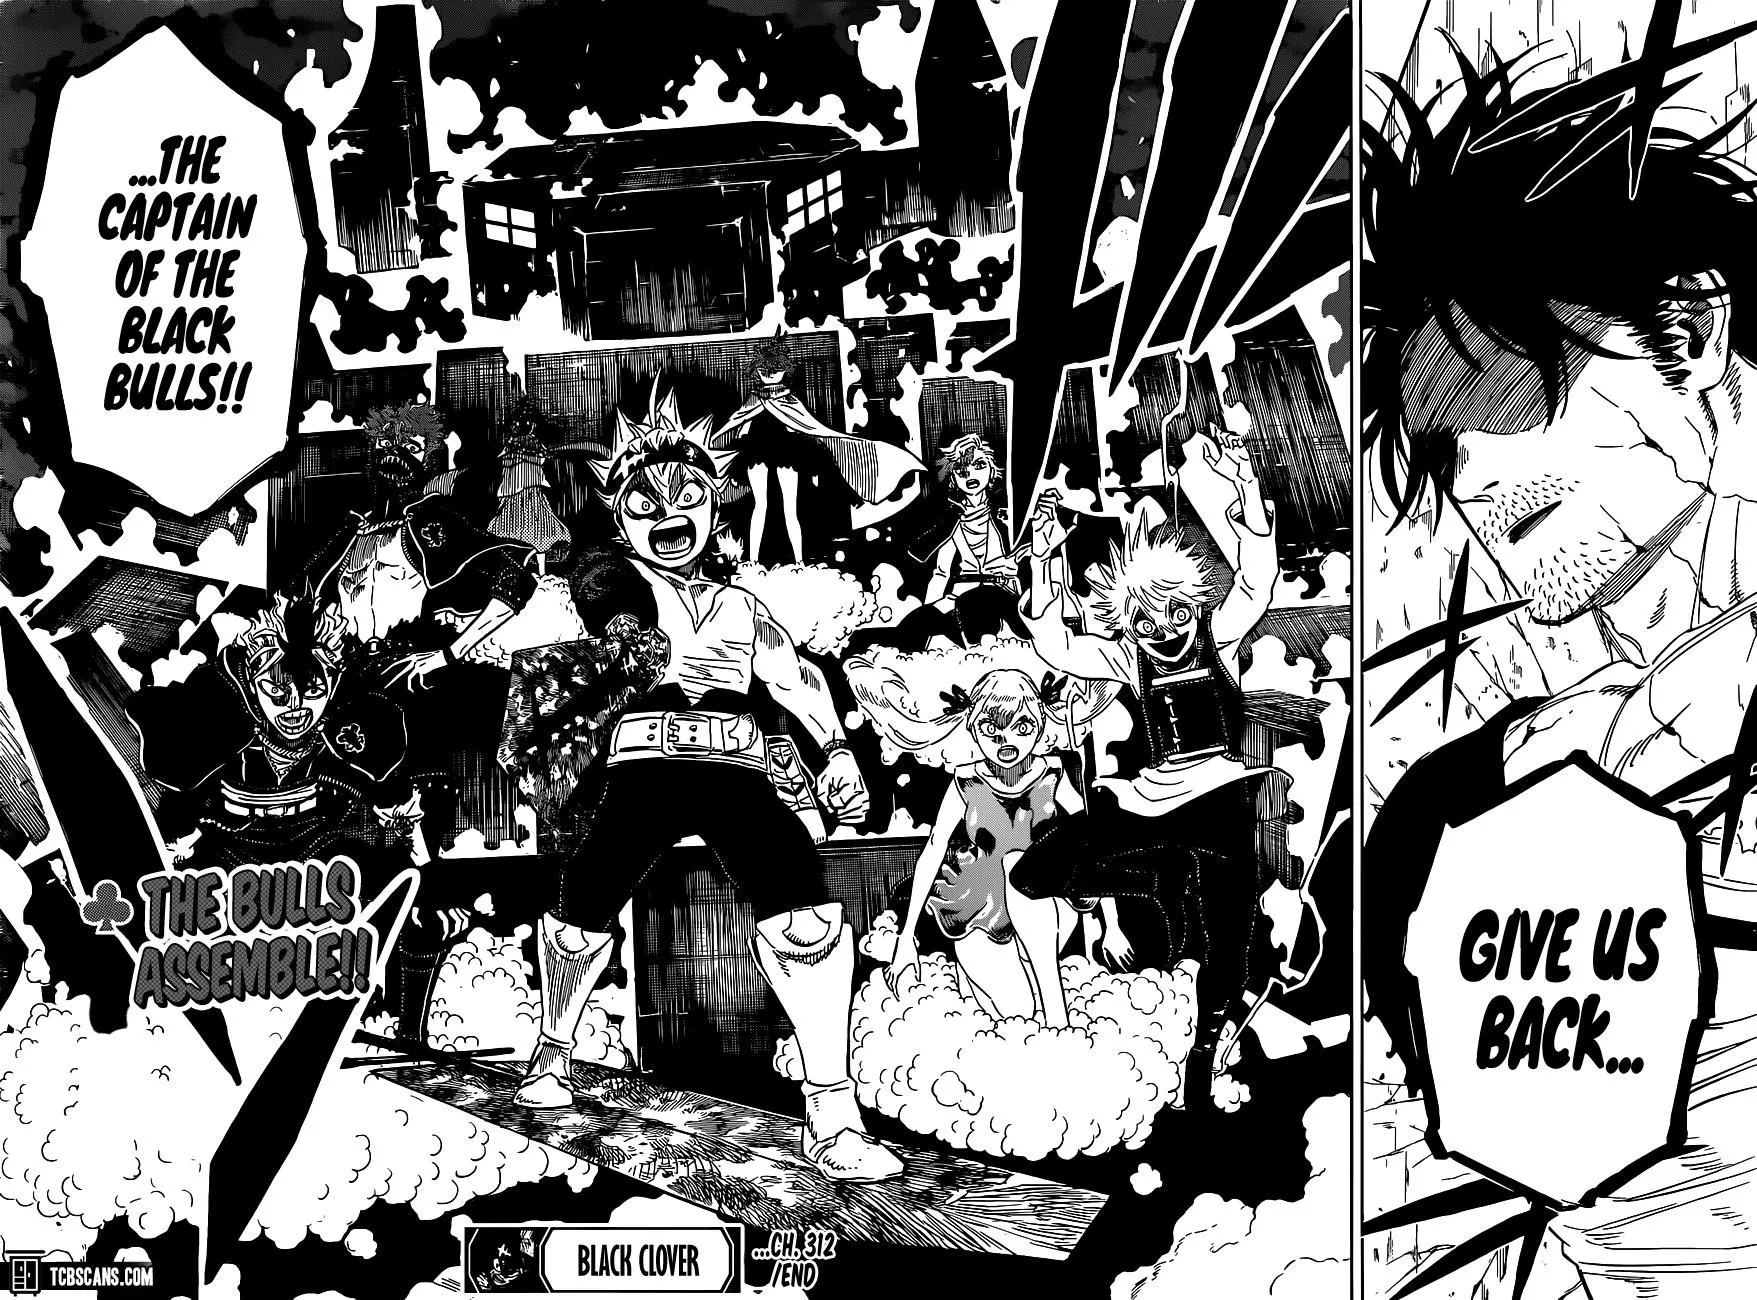 GIVE US
BACK...
...THE
CAPTAIN
OF THE
BLACK
BULLS!!
THE BULLS
ASSEMBLE!!
BLACK CLOVER
...CH. 312
/END
TCBSCANS.COM